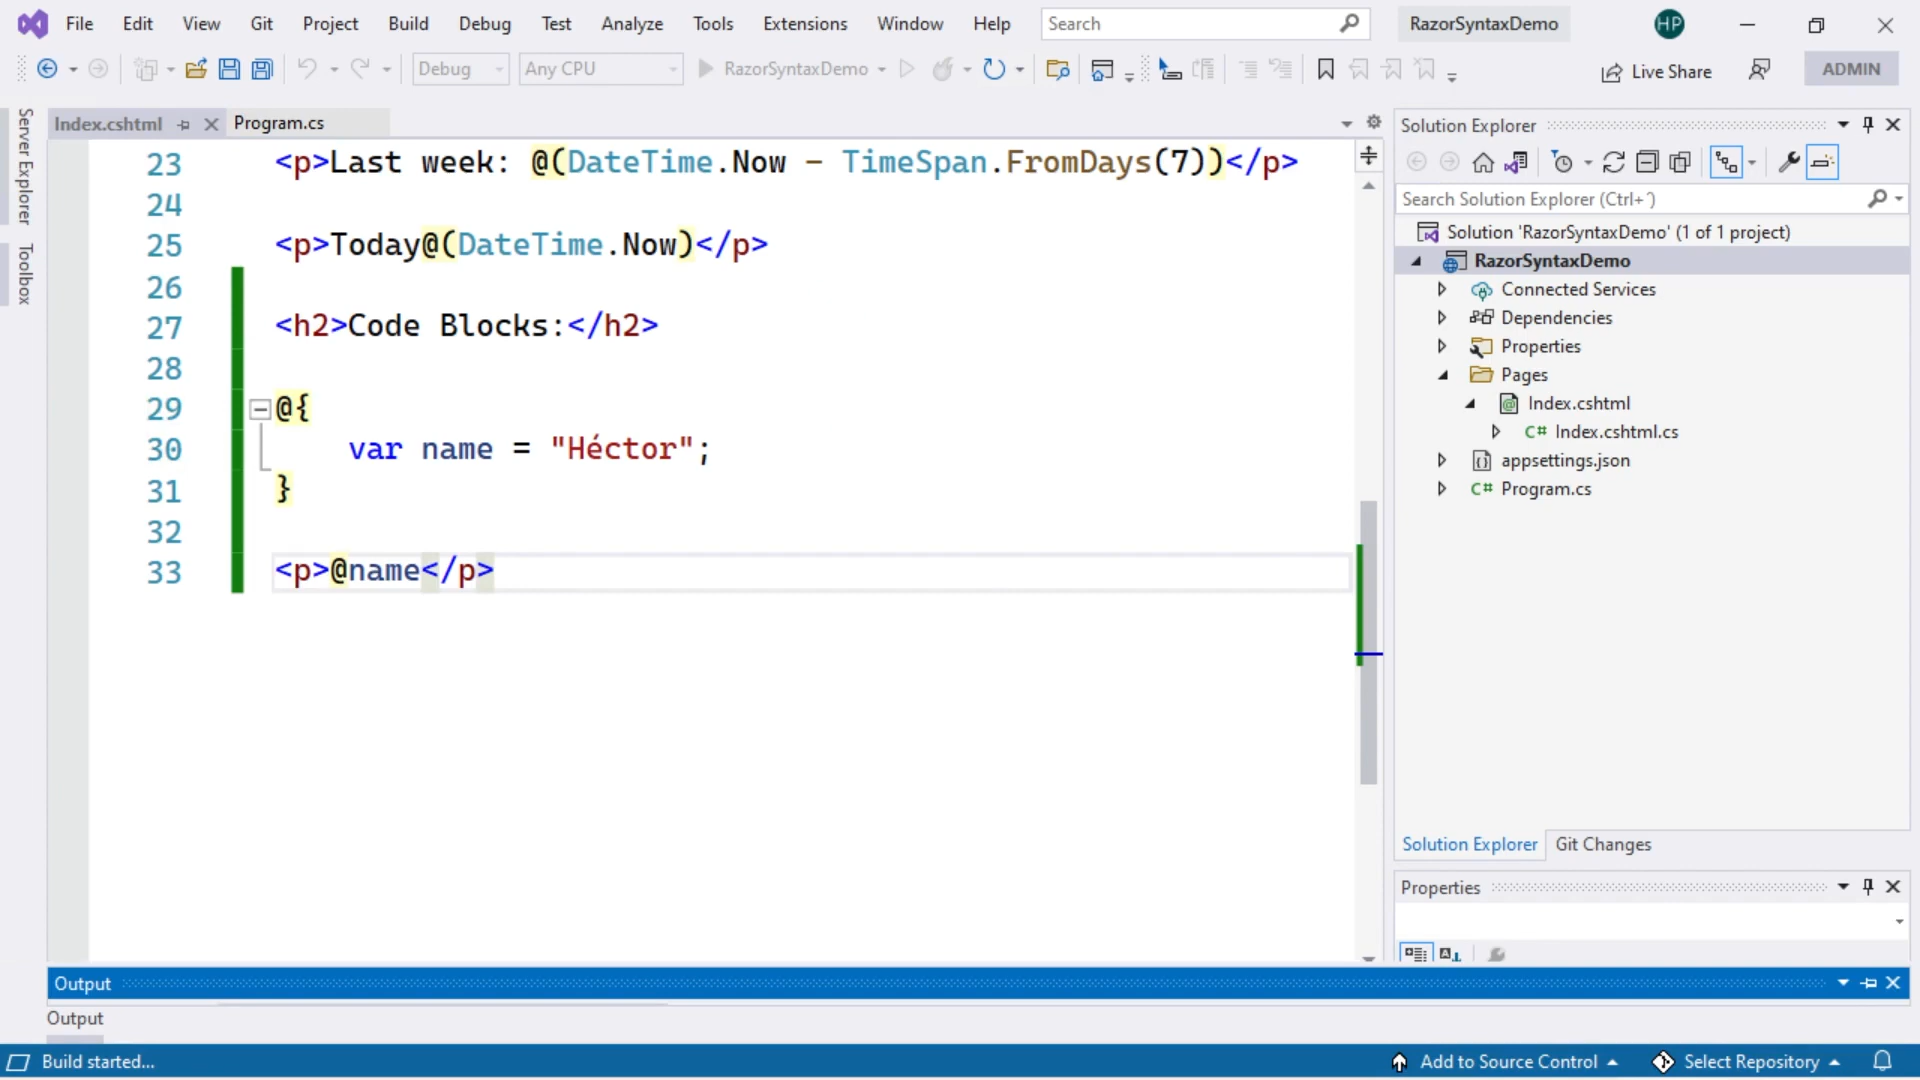 File Edit View Git Project Build Debug Test Analyze Tools Extensions Window Help Search RazorSyntaxDemo HP
Debug Any CPU RazorSyntaxDemo Live Share ADMIN
Server Explorer
Toolbox
Index.cshtml Program.cs
23 <p>Last week: @(DateTime.Now - TimeSpan.FromDays(7))</p>
24
25 <p>Today@(DateTime.Now)</p>
26
27 <h2>Code Blocks:</h2>
28
29 @{
30 var name = "Héctor";
31 }
32
33 <p>@name</p>
Solution Explorer
Search Solution Explorer (Ctrl+´)
Solution 'RazorSyntaxDemo' (1 of 1 project)
RazorSyntaxDemo
Connected Services
Dependencies
Properties
Pages
Index.cshtml
C# Index.cshtml.cs
appsettings.json
C# Program.cs
Solution Explorer Git Changes
Properties
Output
Output
Build started...
Add to Source Control Select Repository